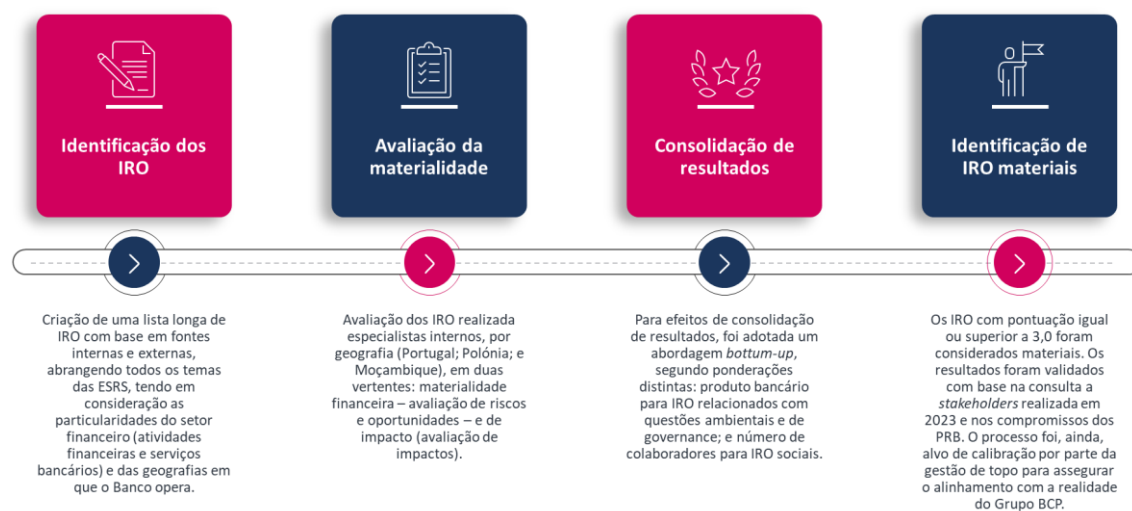 Identificação dos
IRO
Avaliação da
materialidade
Consolidação de
resultados
Identificação de
IRO materiais
Criação de uma lista longa de
IRO com base em fontes
internas e externas,
abrangendo todos os temas
das ESRS, tendo em
consideração as
particularidades do setor
financeiro (atividades
financeiras e serviços
bancários) e das geografias em
que o Banco opera.
Avaliação dos IRO realizada
especialistas internos, por
geografia (Portugal; Polónia; e
Moçambique), em duas
vertentes: materialidade
financeira – avaliação de riscos
e oportunidades – e de
impacto (avaliação de
impactos).
Para efeitos de consolidação
de resultados, foi adotada um
abordagem bottum-up,
segundo ponderações
distintas: produto bancário
para IRO relacionados com
questões ambientais e de
governance; e número de
colaboradores para IRO sociais.
Os IRO com pontuação igual
ou superior a 3,0 foram
considerados materiais. Os
resultados foram validados
com base na consulta a
stakeholders realizada em
2023 e nos compromissos dos
PRB. O processo foi, ainda,
alvo de calibração por parte da
gestão de topo para assegurar
o alinhamento com a realidade
do Grupo BCP.